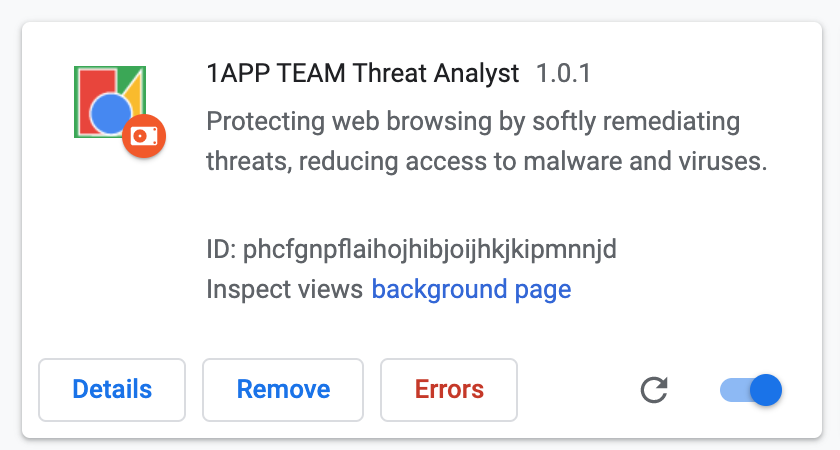 1APP TEAM Threat Analyst 1.0.1
Protecting web browsing by softly remediating
threats, reducing access to malware and viruses.
ID: phcfgnpflaihojhibjoijhkjkipmnnjd
Inspect views background page
Details Remove Errors